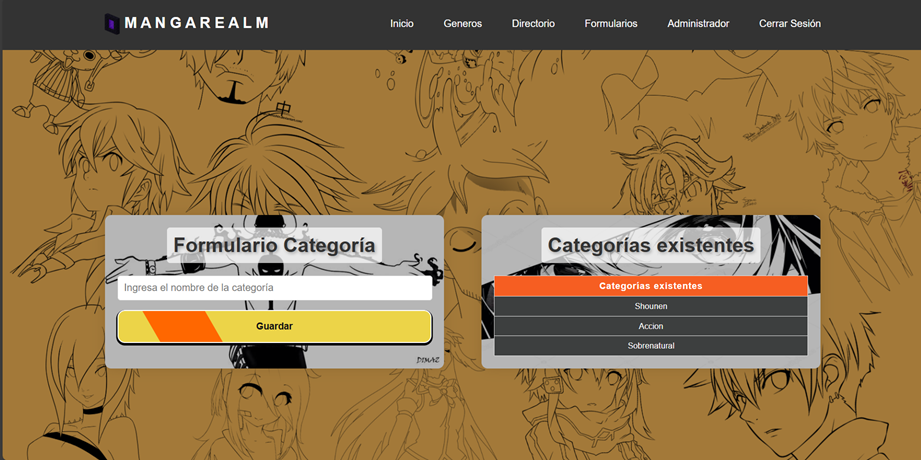 MANGAREALM
Inicio Generos Directorio Formularios Administrador Cerrar Sesión
中
Formulario Categoría
Ingresa el nombre de la categoría
Guardar
Categorías existentes
Categorias existentes
Shounen
Accion
Sobrenatural